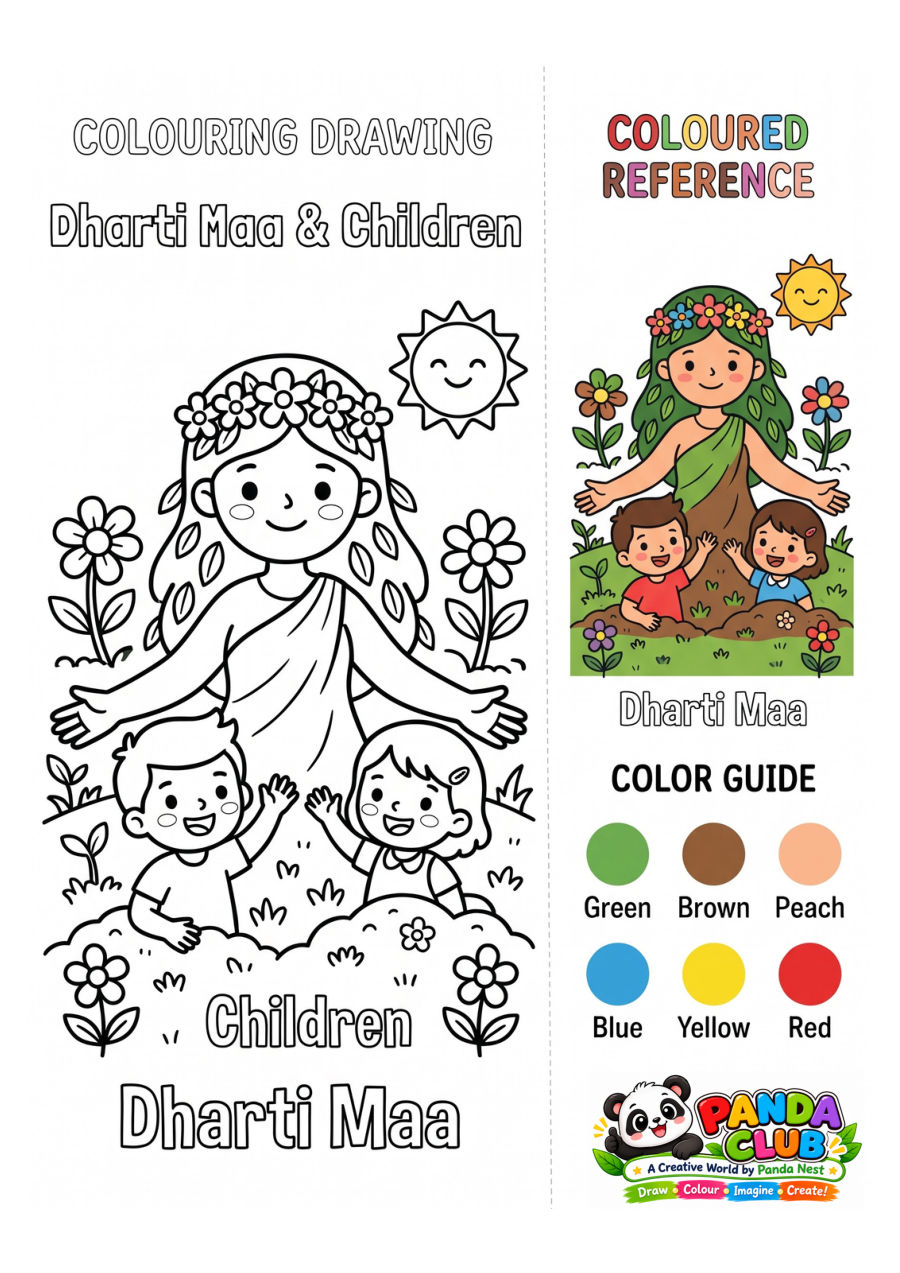 COLOURING DRAWING
Dharti Maa & Children
Children
Dharti Maa
COLOURED
REFERENCE
Dharti Maa
COLOR GUIDE
Green Brown Peach
Blue Yellow Red
PANDA
CLUB
A Creative World by Panda Nest
Draw • Colour • Imagine • Create!